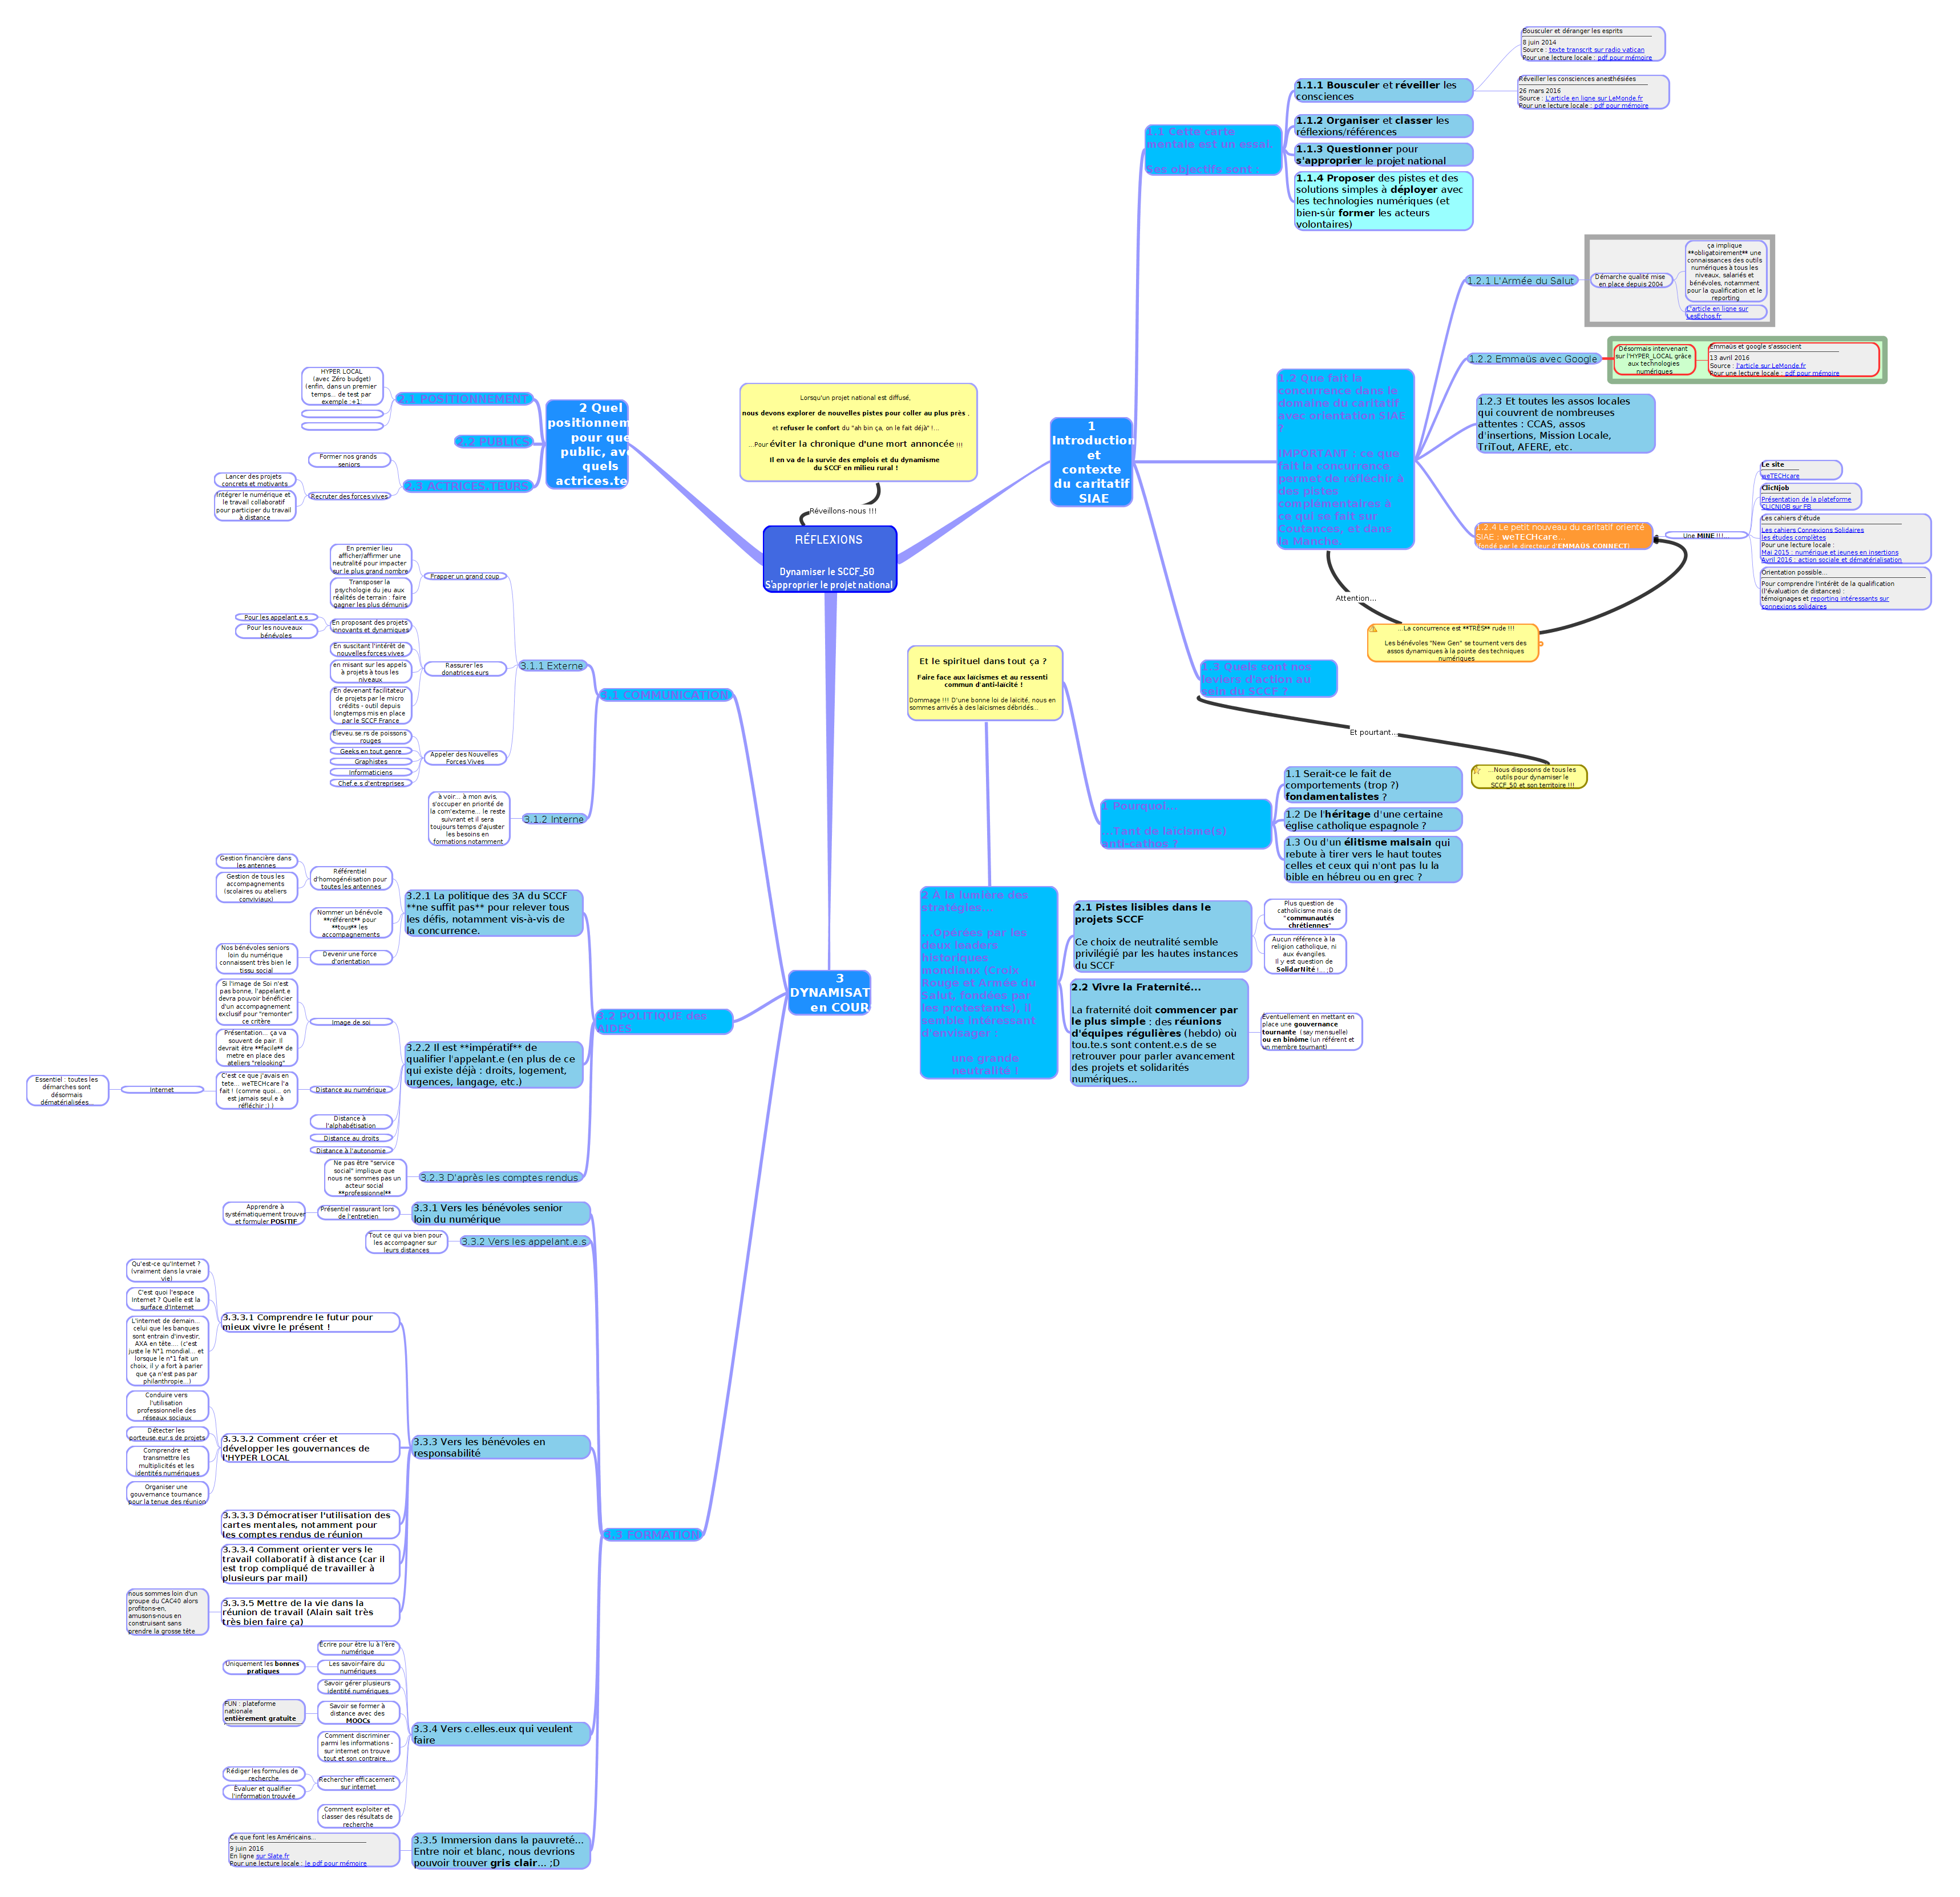 RÉFLEXIONS
Dynamiser le SCCF_50
S'approprier le projet national
Réveillons-nous !!!
Lorsqu'un projet national est diffusé,
nous devons explorer de nouvelles pistes pour coller au plus près .
et refuser le confort du "ah bin ça, on le fait déjà" !...
...Pour éviter la chronique d'une mort annoncée !!!
Il en va de la survie des emplois et du dynamisme
du SCCF en milieu rural !
1
Introduction
et
contexte
du caritatif
SIAE
1.1 Cette carte
mentale est un essai.
Ses objectifs sont :
1.1.1 Bousculer et réveiller les
consciences
Bousculer et déranger les esprits
8 juin 2014
Source : texte transcrit sur radio vatican
Pour une lecture locale : pdf pour mémoire
Réveiller les consciences anesthésiées
26 mars 2016
Source : L'article en ligne sur LeMonde.fr
Pour une lecture locale : pdf pour mémoire
1.1.2 Organiser et classer les
réflexions/références
1.1.3 Questionner pour
s'approprier le projet national
1.1.4 Proposer des pistes et des
solutions simples à déployer avec
les technologies numériques (et
bien-sûr former les acteurs
volontaires)
1.2 Que fait la
concurrence dans le
domaine du caritatif
avec orientation SIAE
?
IMPORTANT : ce que
fait la concurrence
permet de réfléchir à
des pistes
complémentaires à
ce qui se fait sur
Coutances, et dans
la Manche.
1.2.1 L'Armée du Salut
Démarche qualité mise
en place depuis 2004
ça implique
**obligatoirement** une
connaissances des outils
numériques à tous les
niveaux, salariés et
bénévoles, notamment
pour la qualification et le
reporting
L'article en ligne sur
LesEchos.fr
1.2.2 Emmaüs avec Google
Désormais intervenant
sur l'HYPER_LOCAL grâce
aux technologies
numériques
Emmaüs et google s'associent
13 avril 2016
Source : l'article sur LeMonde.fr
Pour une lecture locale : pdf pour mémoire
1.2.3 Et toutes les assos locales
qui couvrent de nombreuses
attentes : CCAS, assos
d'insertions, Mission Locale,
TriTout, AFERE, etc.
1.2.4 Le petit nouveau du caritatif orienté
SIAE : weTECHcare...
(fondé par le directeur d'EMMAÜS CONNECT)
Une MINE !!!
Le site
weTECHcare
ClicNjob
Présentation de la plateforme
CLICNJOB sur FB
Les cahiers d'étude
Les cahiers Connexions Solidaires
les études complètes
Pour une lecture locale :
Mai 2015 : numérique et jeunes en insertions
Avril 2016 : action sociale et dématérialisation
Orientation possible...
Pour comprendre l'intérêt de la qualification
(l'évaluation de distances) :
témoignages et reporting intéressants sur
connexions solidaires
Attention...
...La concurrence est **TRÈS** rude !!!
Les bénévoles "New Gen" se tournent vers des
assos dynamiques à la pointe des techniques
numériques
1.3 Quels sont nos
leviers d'action au
sein du SCCF ?
Et pourtant...
...Nous disposons de tous les
outils pour dynamiser le
SCCF_50 et son territoire !!!
Et le spirituel dans tout ça ?
Faire face aux laïcismes et au ressenti
commun d'anti-laïcité !
Dommage !!! D'une bonne loi de laïcité, nous en
sommes arrivés à des laïcismes débridés...
1 Pourquoi...
...Tant de laïcisme(s)
anti-cathos ?
1.1 Serait-ce le fait de
comportements (trop ?)
fondamentalistes ?
1.2 De l'héritage d'une certaine
église catholique espagnole ?
1.3 Ou d'un élitisme malsain qui
rebute à tirer vers le haut toutes
celles et ceux qui n'ont pas lu la
bible en hébreu ou en grec ?
2 À la lumière des
stratégies...
...Opérées par les
deux leaders
historiques
mondiaux (Croix
Rouge et Armée du
Salut, fondées par
les protestants), il
semble intéressant
d'envisager :
une grande
neutralité !
2.1 Pistes lisibles dans le
projets SCCF
Ce choix de neutralité semble
privilégié par les hautes instances
du SCCF
Plus question de
catholicisme mais de
"communautés
chrétiennes"
Aucun référence à la
religion catholique, ni
aux évangiles.
Il y est question de
SolidarNité !... ;D
2.2 Vivre la Fraternité...
La fraternité doit commencer par
le plus simple : des réunions
d'équipes régulières (hebdo) où
tou.te.s sont content.e.s de se
retrouver pour parler avancement
des projets et solidarités
numériques...
Éventuellement en mettant en
place une gouvernance
tournante (say mensuelle)
ou en binôme (un référent et
un membre tournant)
2 Quel
positionnem
pour que
public, ave
quels
actrices.te
2.1 POSITIONNEMENT
HYPER LOCAL
(avec Zéro budget)
(enfin, dans un premier
temps... de test par
exemple :+1:
2.2 PUBLICS
2.3 ACTRICES.TEURS
Former nos grands
seniors
Recruter des forces vives
Lancer des projets
concrets et motivants
Intégrer le numérique et
le travail collaboratif
pour participer du travail
à distance
3
DYNAMISAT
en COUR
3.1 COMMUNICATION
3.1.1 Externe
Frapper un grand coup
En premier lieu
afficher/affirmer une
neutralité pour impacter
sur le plus grand nombre
Transposer la
psychologie du jeu aux
réalités de terrain : faire
gagner les plus démunis
Rassurer les
donatrices.eurs
En proposant des projets
innovants et dynamiques
Pour les appelant.e.s
Pour les nouveaux
bénévoles
En suscitant l'intérêt de
nouvelles forces vives
en misant sur les appels
à projets à tous les
niveaux
En devenant facilitateur
de projets par le micro
crédits - outil depuis
longtemps mis en place
par le SCCF France
Appeler des Nouvelles
Forces Vives
Éleveu.se.rs de poissons
rouges
Geeks en tout genre
Graphistes
Informaticiens
Chef.e.s d'entreprises
3.1.2 Interne
à voir... à mon avis,
s'occuper en priorité de
la com'externe... le reste
suivrant et il sera
toujours temps d'ajuster
les besoins en
formations notamment
3.2 POLITIQUE des
AIDES
3.2.1 La politique des 3A du SCCF
**ne suffit pas** pour relever tous
les défis, notamment vis-à-vis de
la concurrence.
Référentiel
d'homogénéisation pour
toutes les antennes
Gestion financière dans
les antennes
Gestion de tous les
accompagnements
(scolaires ou ateliers
conviviaux)
Nommer un bénévole
**référent** pour
**tous** les
accompagnements
Devenir une force
d'orientation
Nos bénévoles seniors
loin du numérique
connaissent très bien le
tissu social
3.2.2 Il est **impératif** de
qualifier l'appelant.e (en plus de ce
qui existe déjà : droits, logement,
urgences, langage, etc.)
Image de soi
Si l'image de Soi n'est
pas bonne, l'appelant.e
devra pouvoir bénéficier
d'un accompagnement
exclusif pour "remonter"
ce critère
Présentation... ça va
souvent de pair. Il
devrait être **facile** de
metre en place des
ateliers "relooking"
Distance au numérique
C'est ce que j'avais en
tete... weTECHcare l'a
fait ! (comme quoi... on
est jamais seul.e à
réfléchir ;) )
Internet
Essentiel : toutes les
démarches sont
désormais
dématérialisées...
Distance à
l'alphabétisation
Distance au droits
Distance à l'autonomie
3.2.3 D'après les comptes rendus
Ne pas être "service
social" implique que
nous ne sommes pas un
acteur social
**professionnel**
3.3 FORMATION
3.3.1 Vers les bénévoles senior
loin du numérique
Présentiel rassurant lors
de l'entretien
Apprendre à
systématiquement trouver
et formuler POSITIF
3.3.2 Vers les appelant.e.s
Tout ce qui va bien pour
les accompagner sur
leurs distances
3.3.3 Vers les bénévoles en
responsabilité
3.3.3.1 Comprendre le futur pour
mieux vivre le présent !
Qu'est-ce qu'Internet ?
(vraiment dans la vraie
vie)
C'est quoi l'espace
Internet ? Quelle est la
surface d'Internet
L'internet de demain...
celui que les banques
sont entrain d'investir,
AXA en tête.... (c'est
juste le N°1 mondial... et
lorsque le n°1 fait un
choix, il y a fort à parier
que ça n'est pas par
philanthropie...)
3.3.3.2 Comment créer et
développer les gouvernances de
l'HYPER LOCAL
Conduire vers
l'utilisation
professionnelle des
réseaux sociaux
Détecter les
porteuse.eur.s de projets
Comprendre et
transmettre les
multiplicités et les
identités numériques
Organiser une
gouvernance tournance
pour la tenue des réunion
3.3.3.3 Démocratiser l'utilisation des
cartes mentales, notamment pour
les comptes rendus de réunion
3.3.3.4 Comment orienter vers le
travail collaboratif à distance (car il
est trop compliqué de travailler à
plusieurs par mail)
3.3.3.5 Mettre de la vie dans la
réunion de travail (Alain sait très
très bien faire ça)
nous sommes loin d'un
groupe du CAC40 alors
profitons-en,
amusons-nous en
construisant sans
prendre la grosse tête
3.3.4 Vers c.elles.eux qui veulent
faire
Écrire pour être lu à l'ère
numérique
Les savoir-faire du
numériques
Uniquement les bonnes
pratiques
Savoir gérer plusieurs
identité numériques
Savoir se former à
distance avec des
MOOCs
FUN : plateforme
nationale
entièrement gratuite
Comment discriminer
parmi les informations -
sur internet on trouve
tout et son contraire...
Rechercher efficacement
sur internet
Rédiger les formules de
recherche
Évaluer et qualifier
l'information trouvée
Comment exploiter et
classer des résultats de
recherche
3.3.5 Immersion dans la pauvreté...
Entre noir et blanc, nous devrions
pouvoir trouver gris clair... ;D
Ce que font les Américains...
9 juin 2016
En ligne sur Slate.fr
Pour une lecture locale : le pdf pour mémoire